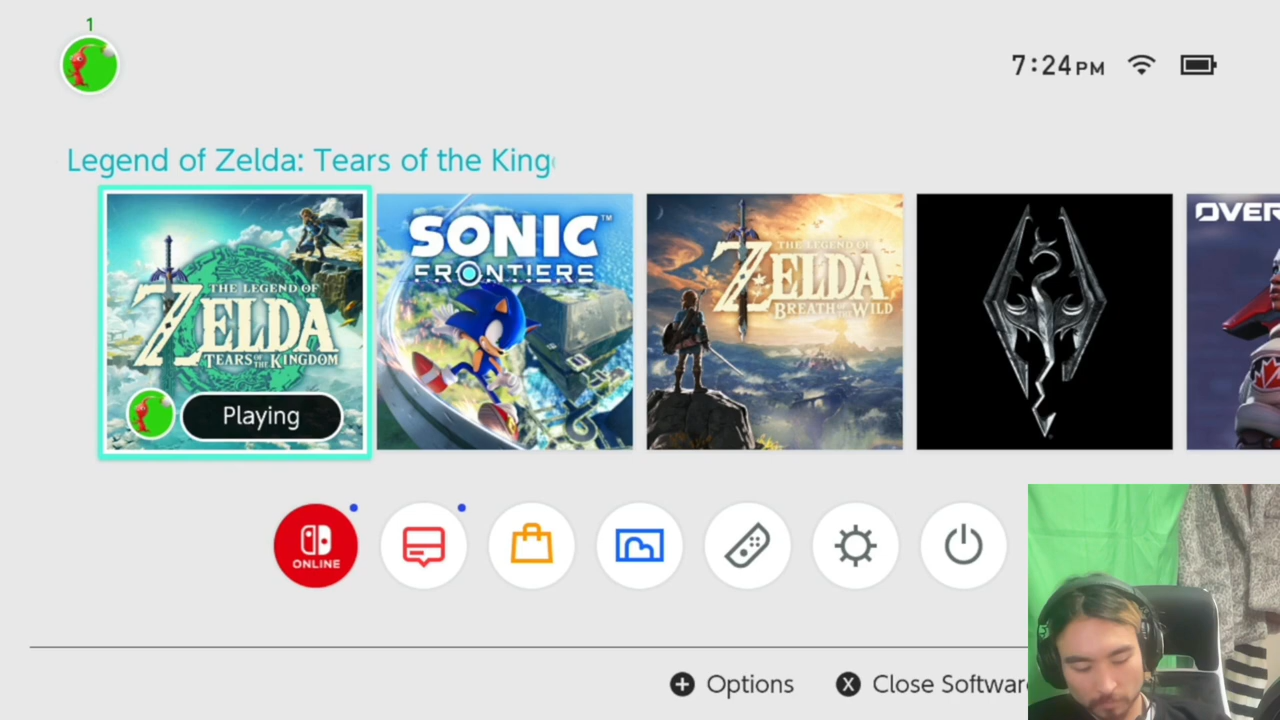 1
7:24 PM
Legend of Zelda: Tears of the King
THE LEGEND OF
ZELDA
TEARS OF THE KINGDOM
Playing
SONIC™
FRONTIERS
THE LEGEND OF
ZELDA
BREATH OF THE WILD
OVER
ONLINE
+ Options
X Close Softwar